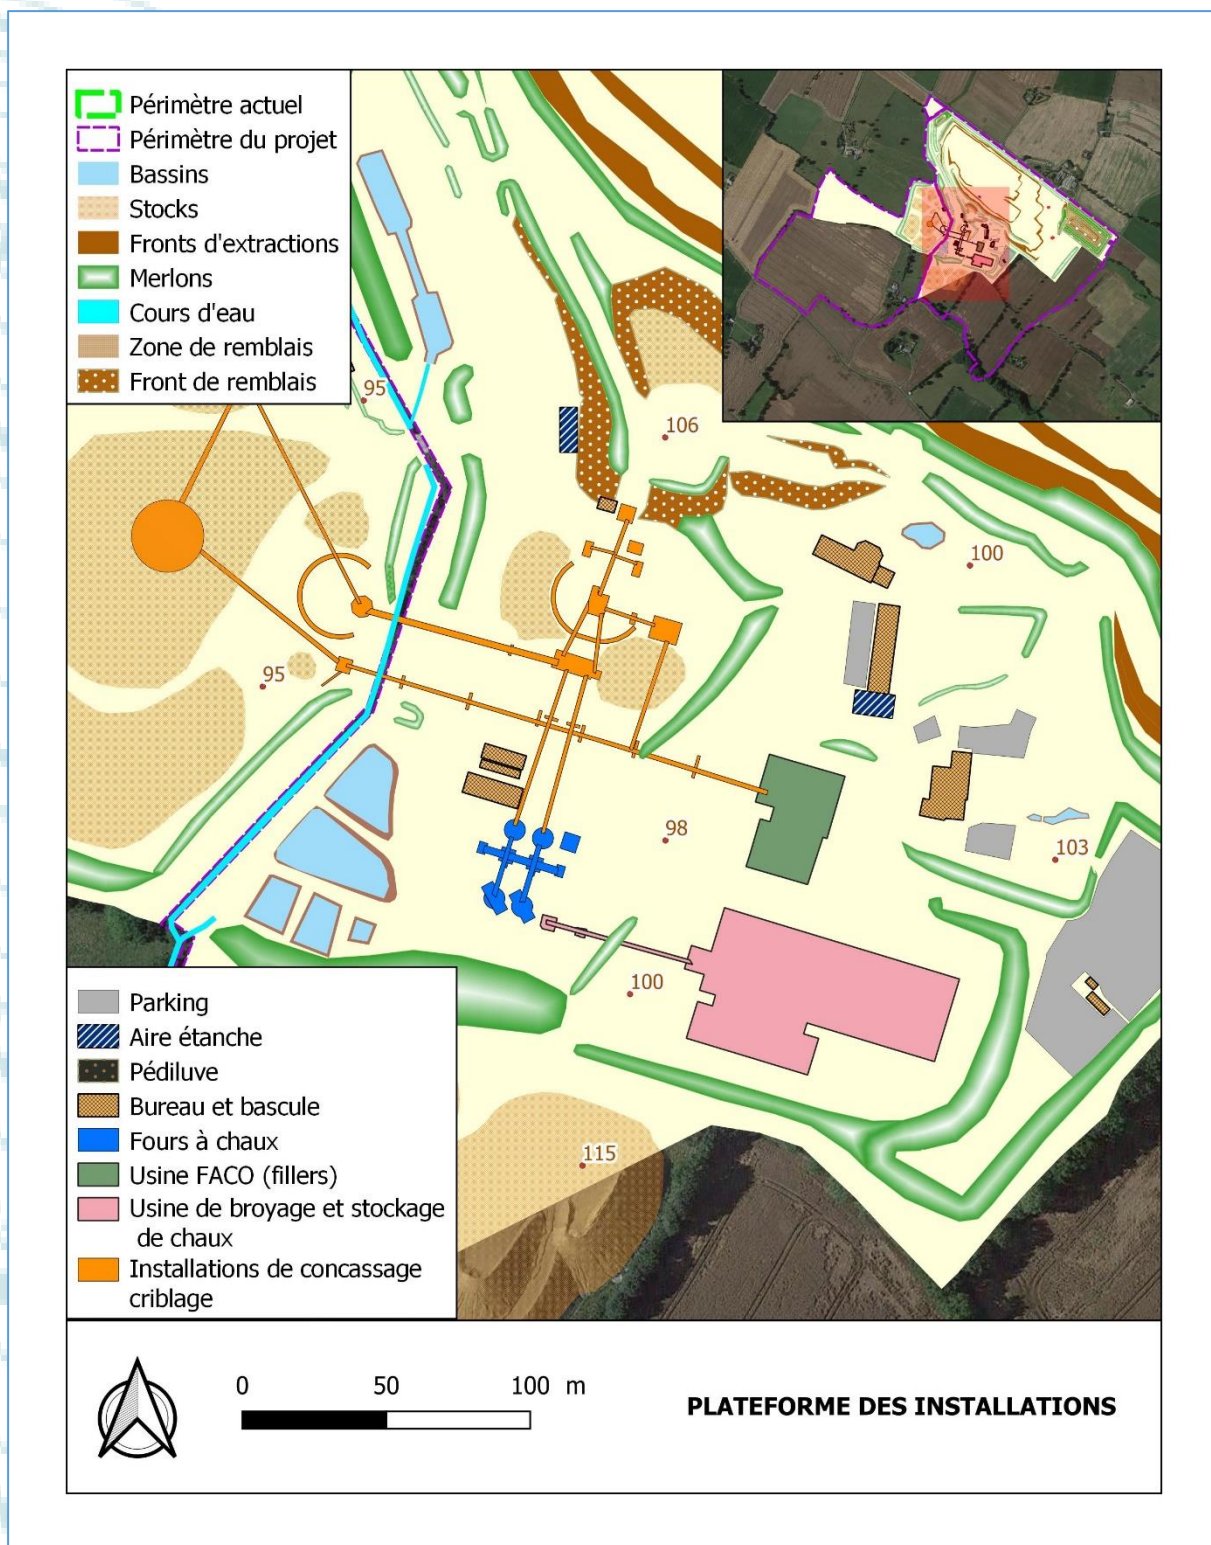 Périmètre actuel
Périmètre du projet
Bassins
Stocks
Fronts d'extractions
Merlons
Cours d'eau
Zone de remblais
Front de remblais
95
106
100
95
98
103
100
115
Parking
Aire étanche
Pédiluve
Bureau et bascule
Fours à chaux
Usine FACO (fillers)
Usine de broyage et stockage
de chaux
Installations de concassage
criblage
0 50 100 m
PLATEFORME DES INSTALLATIONS